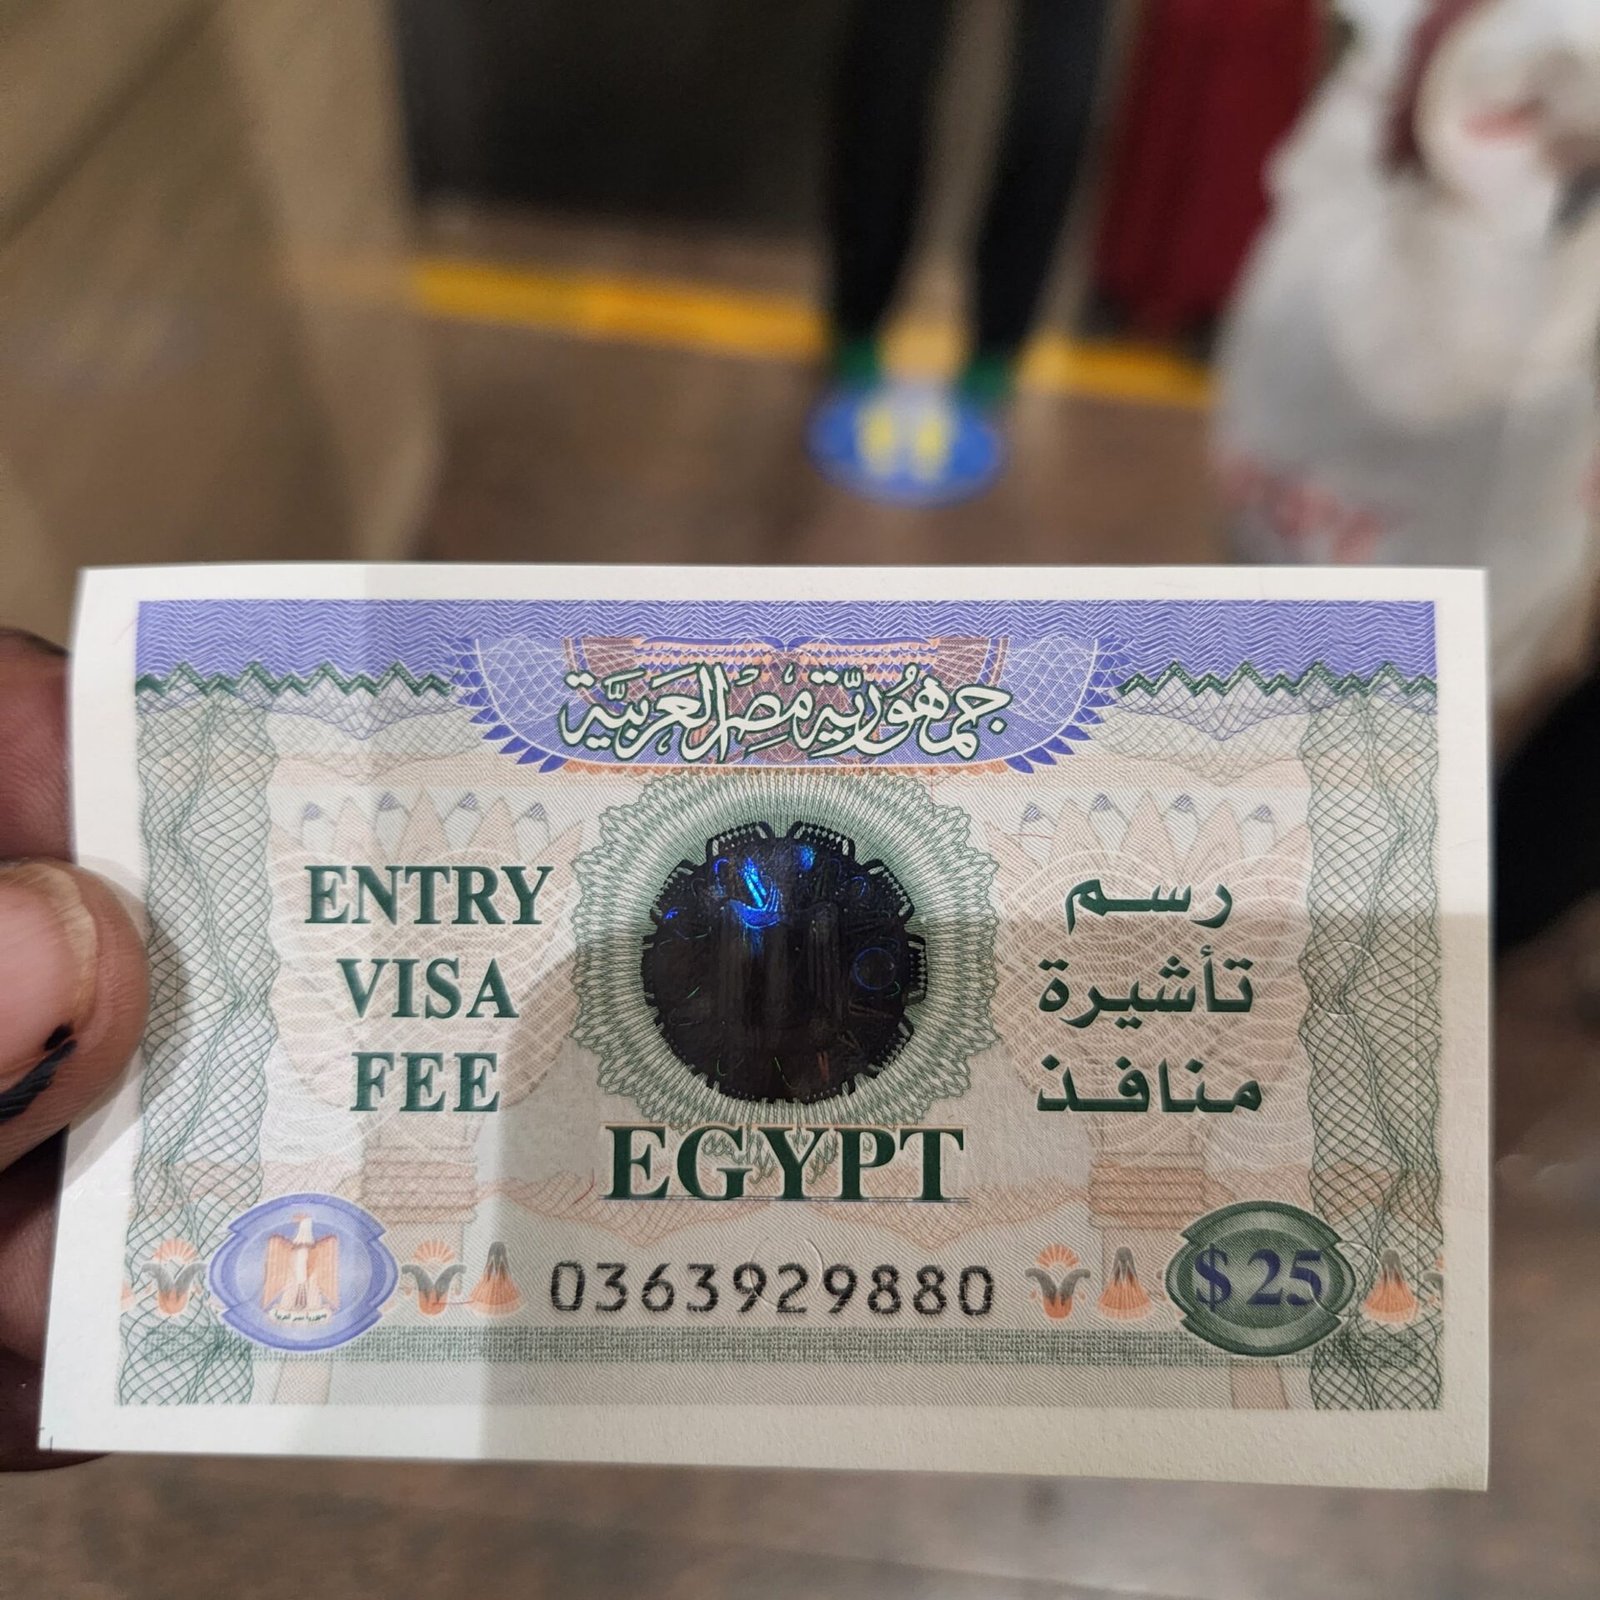 جمهورية مصر العربية
ENTRY
VISA
FEE
رسم
تأشيرة
منافذ
EGYPT
0363929880
$ 25